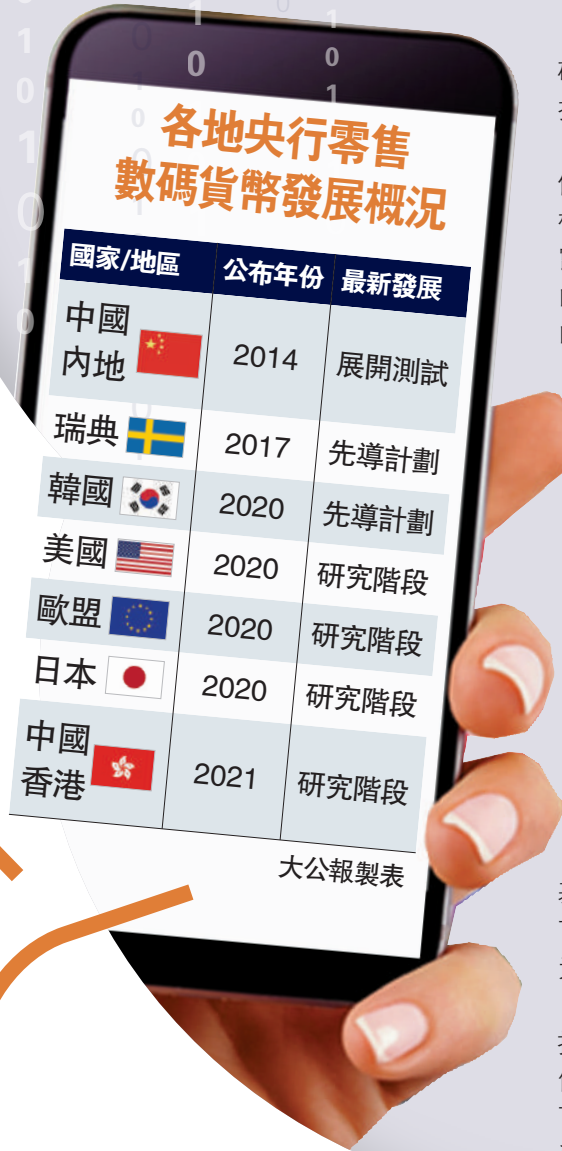 各地央行零售
數碼貨幣發展概況
國家/地區 公布年份 最新發展
中國
內地 2014 展開測試
瑞典 2017 先導計劃
韓國 2020 先導計劃
美國 2020 研究階段
歐盟 2020 研究階段
日本 2020 研究階段
中國
香港 2021 研究階段
大公報製表